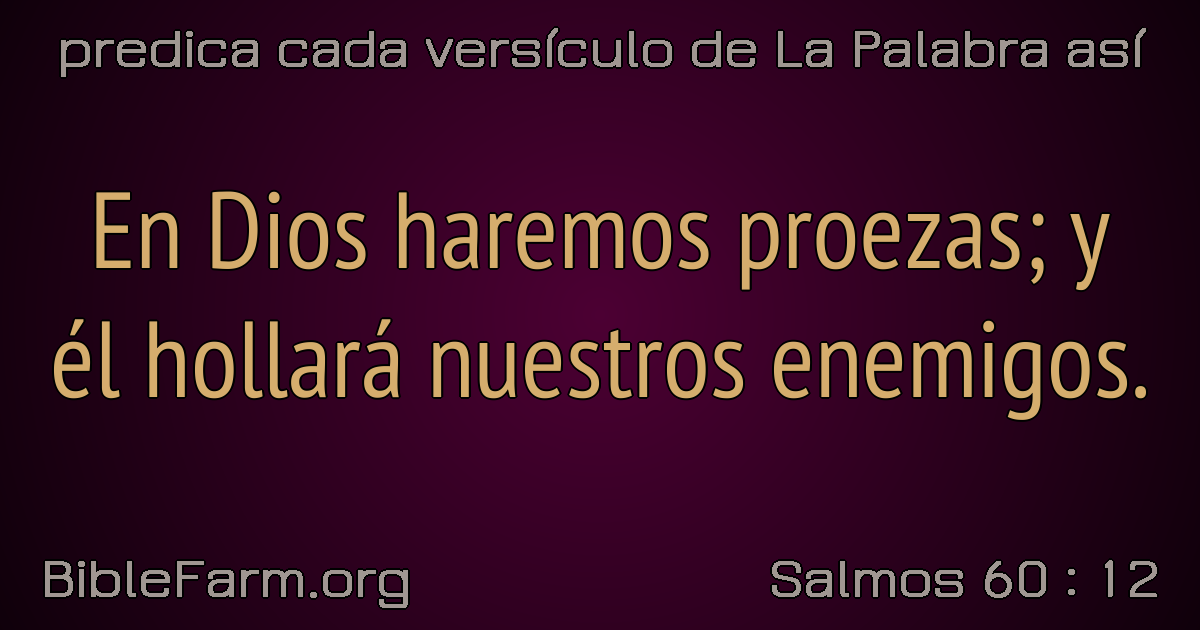 predica cada versículo de La Palabra así
En Dios haremos proezas; y
él hollará nuestros enemigos.
BibleFarm.org
Salmos 60 : 12